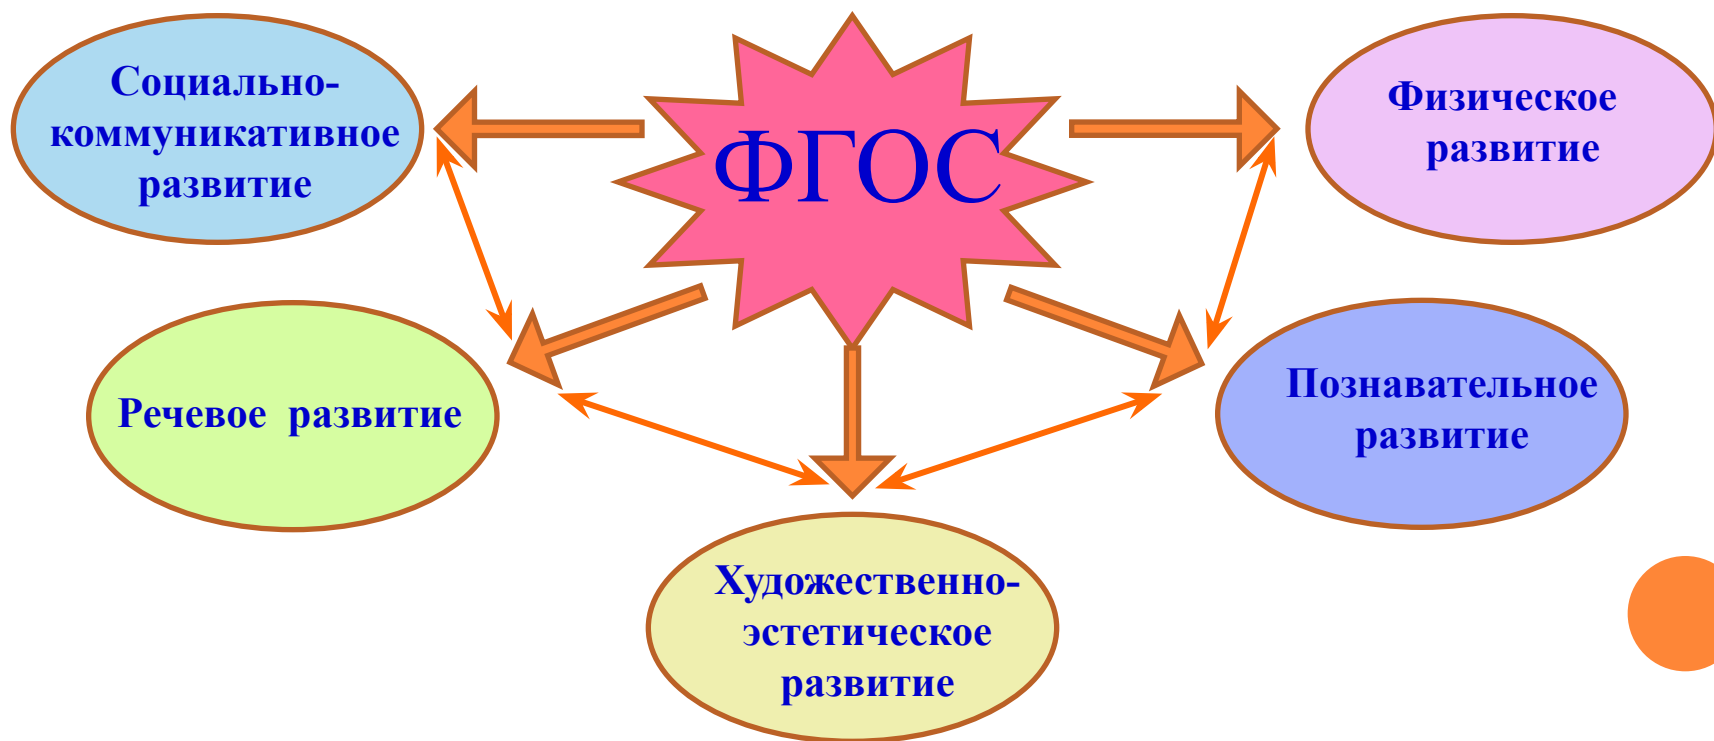 Социально-
коммуникативное
развитие
ФГОС
Физическое
развитие
Речевое развитие
Познавательное
развитие
Художественно-
эстетическое
развитие